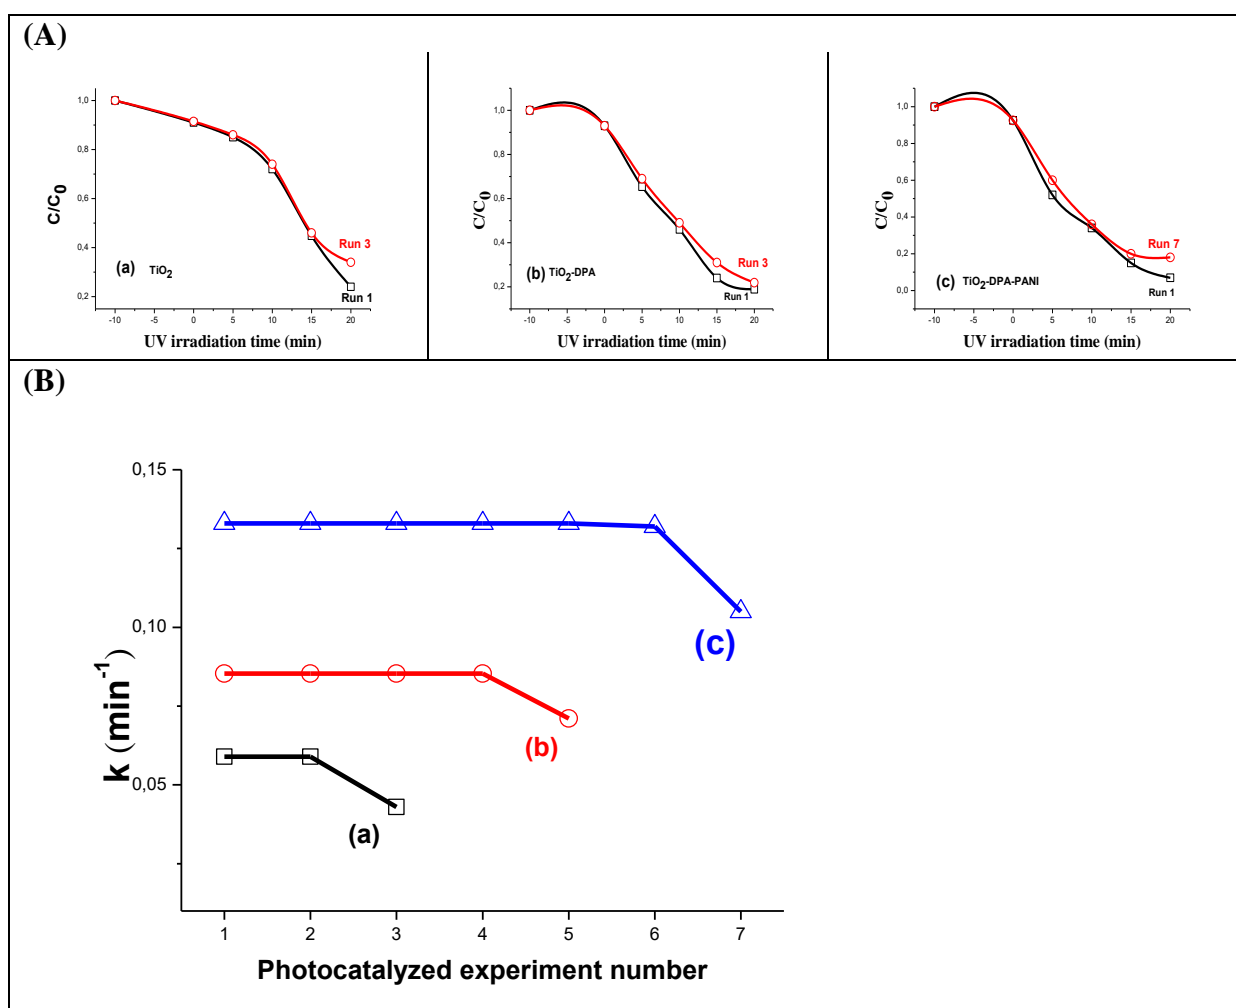 (A)
1,0
0,8
0,6
0,4
0,2
C/C0
Run 3
(a) TiO2
Run 1
-10 -5 0 5 10 15 20
UV irradiation time (min)
1,0
0,8
0,6
0,4
0,2
C/C0
Run 3
(b) TiO2-DPA
Run 1
-10 -5 0 5 10 15 20
UV irradiation time (min)
1,0
0,8
0,6
0,4
0,2
0,0
C/C0
Run 7
(c) TiO2-DPA-PANI
Run 1
-10 -5 0 5 10 15 20
UV irradiation time (min)
(B)
0,15
0,10
0,05
k (min-1)
(c)
(b)
(a)
1 2 3 4 5 6 7
Photocatalyzed experiment number